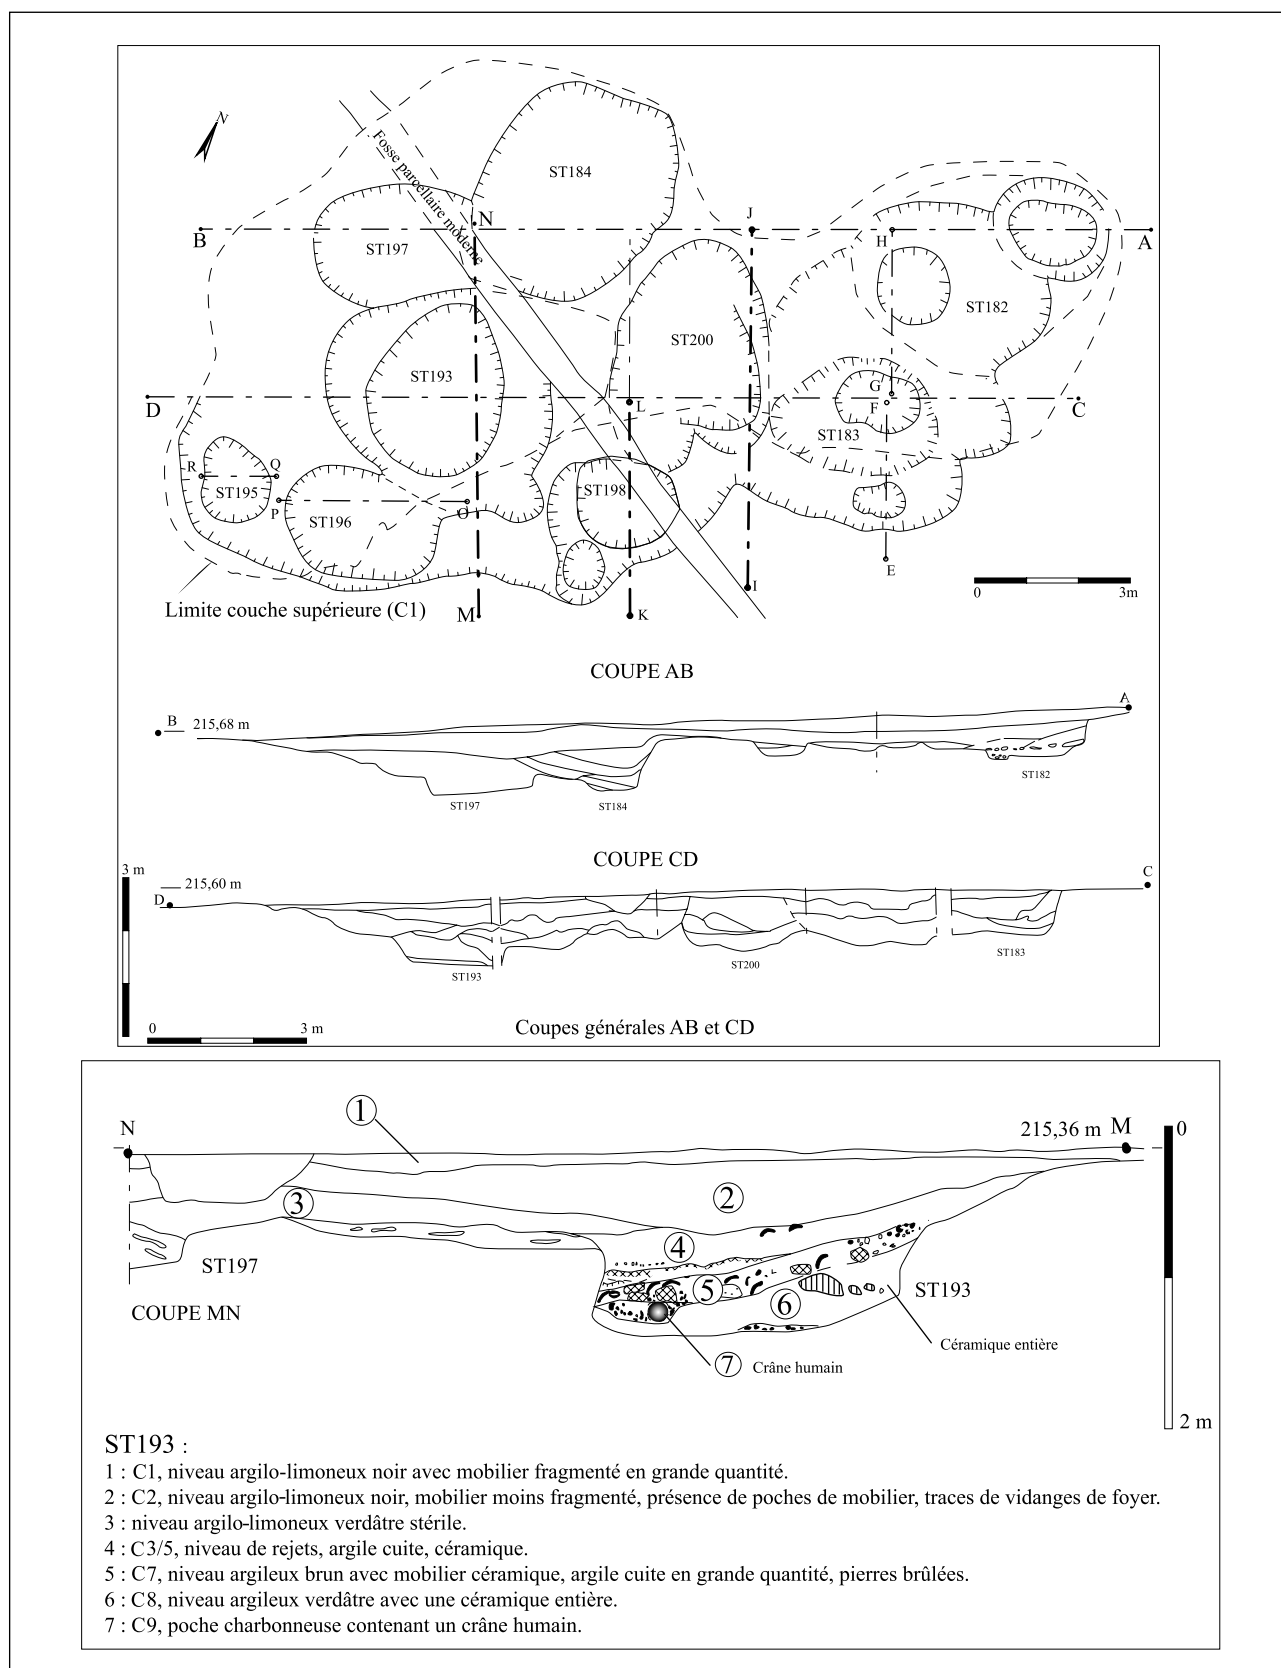 N
Fosse parcellaire moderne
ST184
B
N
J
ST197
H
A
ST182
ST200
ST193
D
L
G
F
C
ST183
R
Q
ST195
ST198
P
O
ST196
E
I
Limite couche supérieure (C1)
M
K
0 3m
COUPE AB
B 215,68 m
A
ST182
ST197
ST184
COUPE CD
3 m
215,60 m
D
C
ST193
ST200
ST183
0 3 m
Coupes générales AB et CD
1
N
215,36 m M
0
3
2
4
ST197
5
6
ST193
COUPE MN
Céramique entière
7 Crâne humain
2 m
ST193 :
1 : C1, niveau argilo-limoneux noir avec mobilier fragmenté en grande quantité.
2 : C2, niveau argilo-limoneux noir, mobilier moins fragmenté, présence de poches de mobilier, traces de vidanges de foyer.
3 : niveau argilo-limoneux verdâtre stérile.
4 : C3/5, niveau de rejets, argile cuite, céramique.
5 : C7, niveau argileux brun avec mobilier céramique, argile cuite en grande quantité, pierres brûlées.
6 : C8, niveau argileux verdâtre avec une céramique entière.
7 : C9, poche charbonneuse contenant un crâne humain.